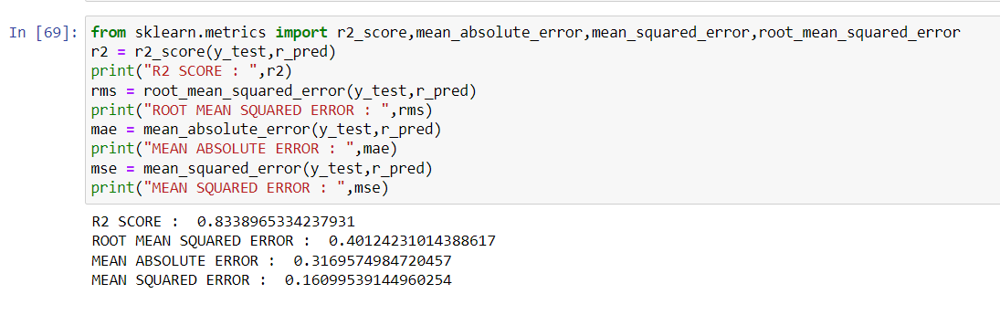 In [69]: from sklearn.metrics import r2_score,mean_absolute_error,mean_squared_error,root_mean_squared_error
r2 = r2_score(y_test,r_pred)
print("R2 SCORE : ",r2)
rms = root_mean_squared_error(y_test,r_pred)
print("ROOT MEAN SQUARED ERROR : ",rms)
mae = mean_absolute_error(y_test,r_pred)
print("MEAN ABSOLUTE ERROR : ",mae)
mse = mean_squared_error(y_test,r_pred)
print("MEAN SQUARED ERROR : ",mse)
R2 SCORE :  0.8338965334237931
ROOT MEAN SQUARED ERROR :  0.40124231014388617
MEAN ABSOLUTE ERROR :  0.3169574984720457
MEAN SQUARED ERROR :  0.16099539144960254